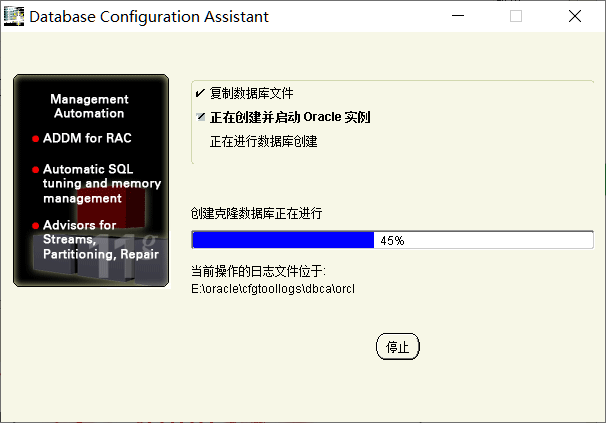 Database Configuration Assistant
Management
Automation
ADDM for RAC
Automatic SQL
tuning and memory
management
Advisors for
Streams,
Partitioning, Repair
11g
复制数据库文件
正在创建并启动 Oracle 实例
正在进行数据库创建
创建克隆数据库正在进行
45%
当前操作的日志文件位于:
E:\oracle\cfgtoollogs\dbca\orcl
停止